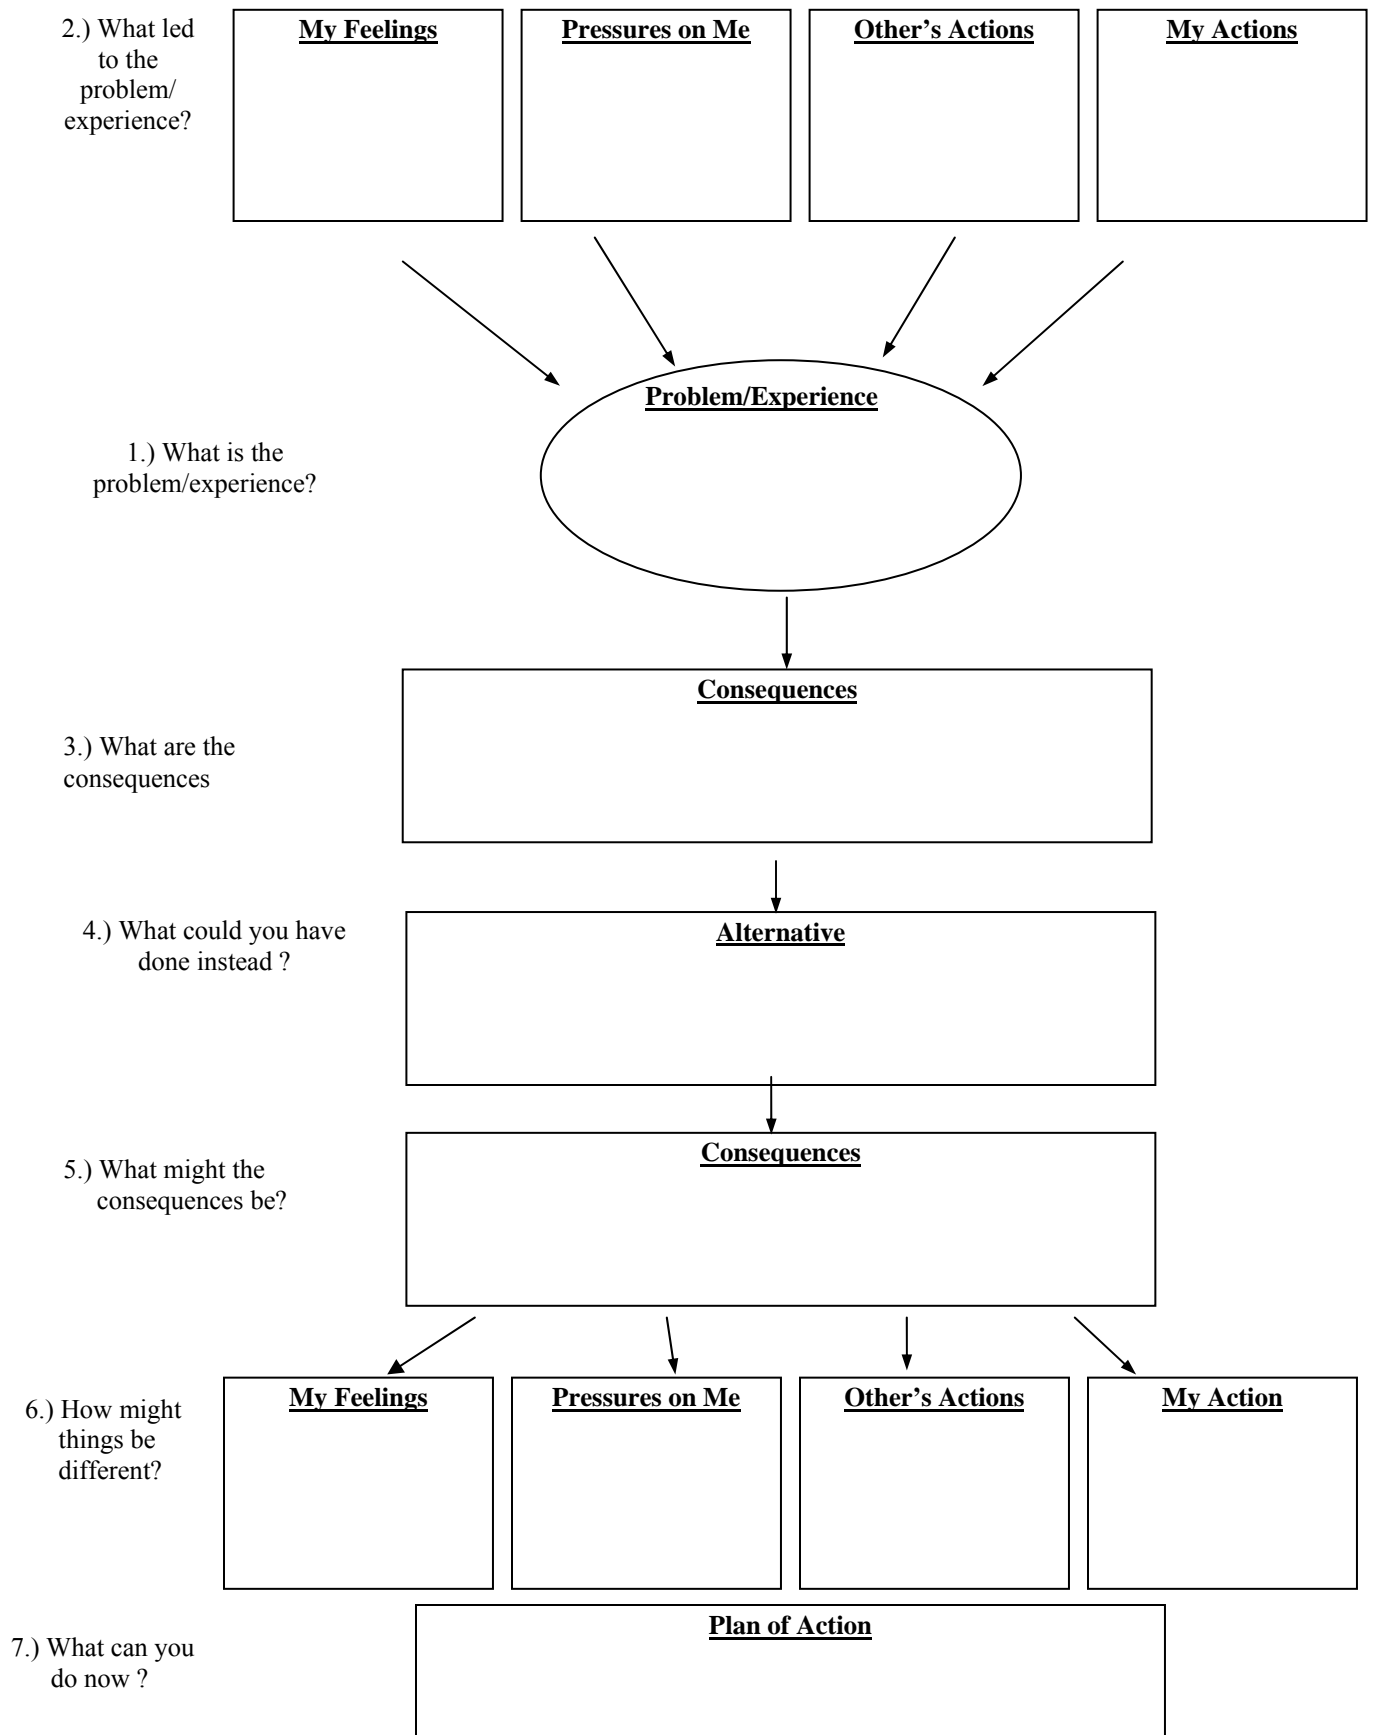 2.) What led
to the
problem/
experience?
My Feelings
Pressures on Me
Other’s Actions
My Actions
Problem/Experience
1.) What is the
problem/experience?
Consequences
3.) What are the
consequences
4.) What could you have
done instead ?
Alternative
Consequences
5.) What might the
consequences be?
My Feelings
Pressures on Me
Other’s Actions
My Action
6.) How might
things be
different?
Plan of Action
7.) What can you
do now ?